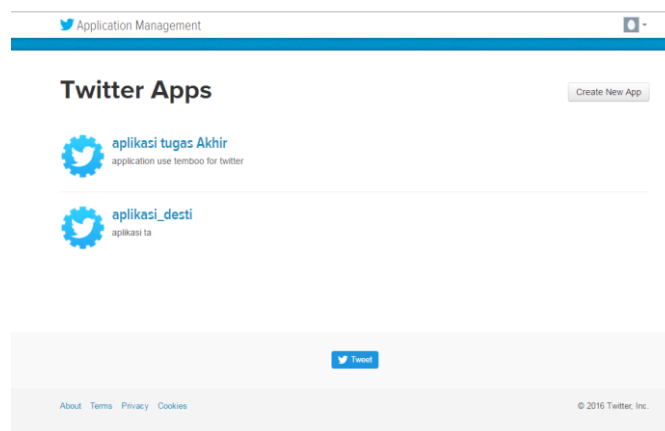 Application Management
Twitter Apps
Create New App
aplikasi tugas Akhir
application use temboo for twitter
aplikasi_desti
aplikasi ta
Tweet
About Terms Privacy Cookies
© 2016 Twitter, Inc.